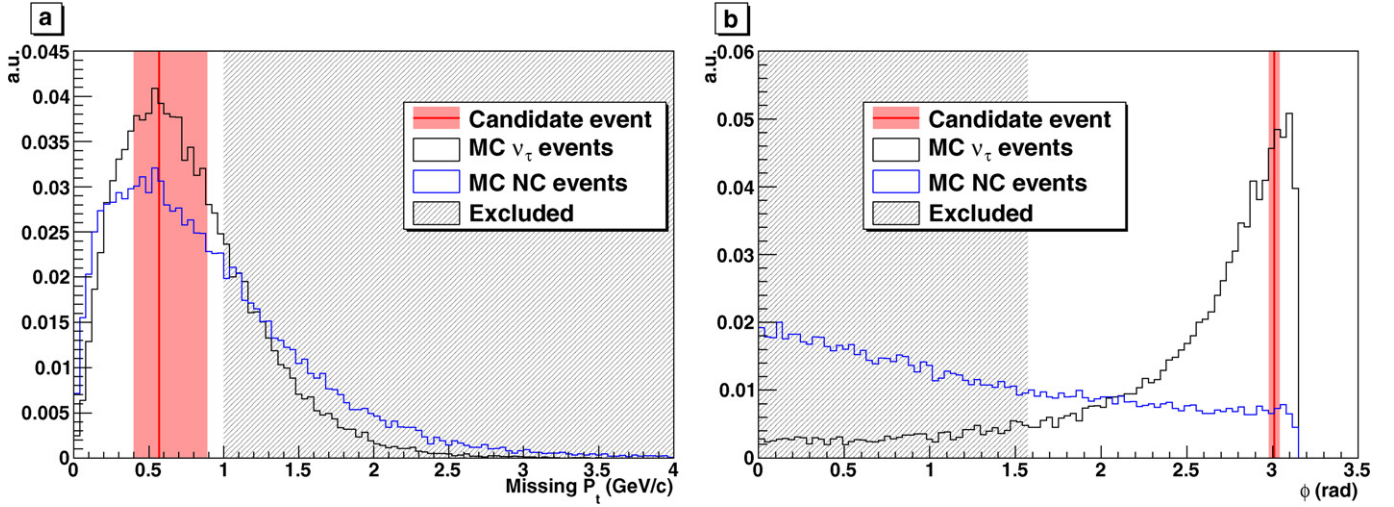 a
a.u.
0.045
0.04
0.035
0.03
0.025
0.02
0.015
0.01
0.005
0
0 0.5 1 1.5 2 2.5 3 3.5 4
Missing P_t (GeV/c)
Candidate event
MC ν_τ events
MC NC events
Excluded
b
a.u.
0.06
0.05
0.04
0.03
0.02
0.01
0
0 0.5 1 1.5 2 2.5 3 3.5
ϕ (rad)
Candidate event
MC ν_τ events
MC NC events
Excluded